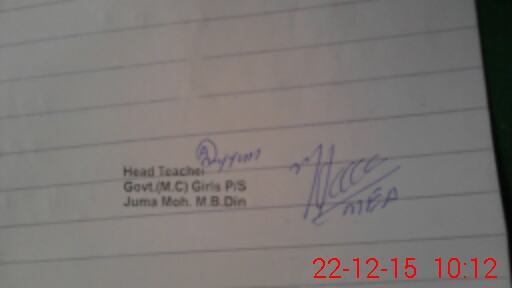 Head Teacher
Govt.(M.C) Girls P/S
Juma Moh. M.B.Din
MEA
22-12-15 10:12